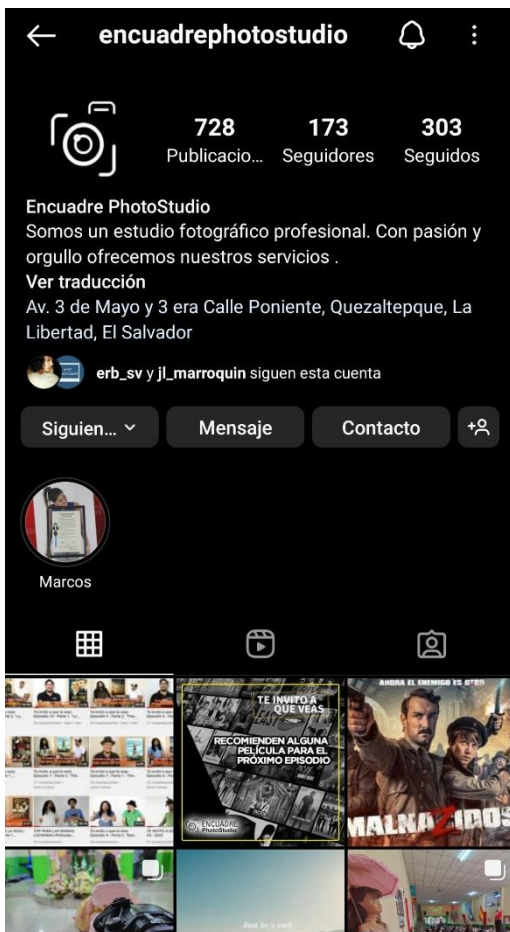 encuadrephotostudio
728 173 303
Publicacio... Seguidores Seguidos
Encuadre PhotoStudio
Somos un estudio fotográfico profesional. Con pasión y
orgullo ofrecemos nuestros servicios .
Ver traducción
Av. 3 de Mayo y 3 era Calle Poniente, Quezaltepque, La
Libertad, El Salvador
erb_sv y jl_marroquin siguen esta cuenta
Siguien... Mensaje Contacto
Marcos
TE INVITO A
QUE VEAS
RECOMIENDEN ALGUNA
PELÍCULA PARA EL
PRÓXIMO EPISODIO
ENCUADRE
PhotoStudio
AHORA EL ENEMIGO ES OTRO
MALNAZIDOS